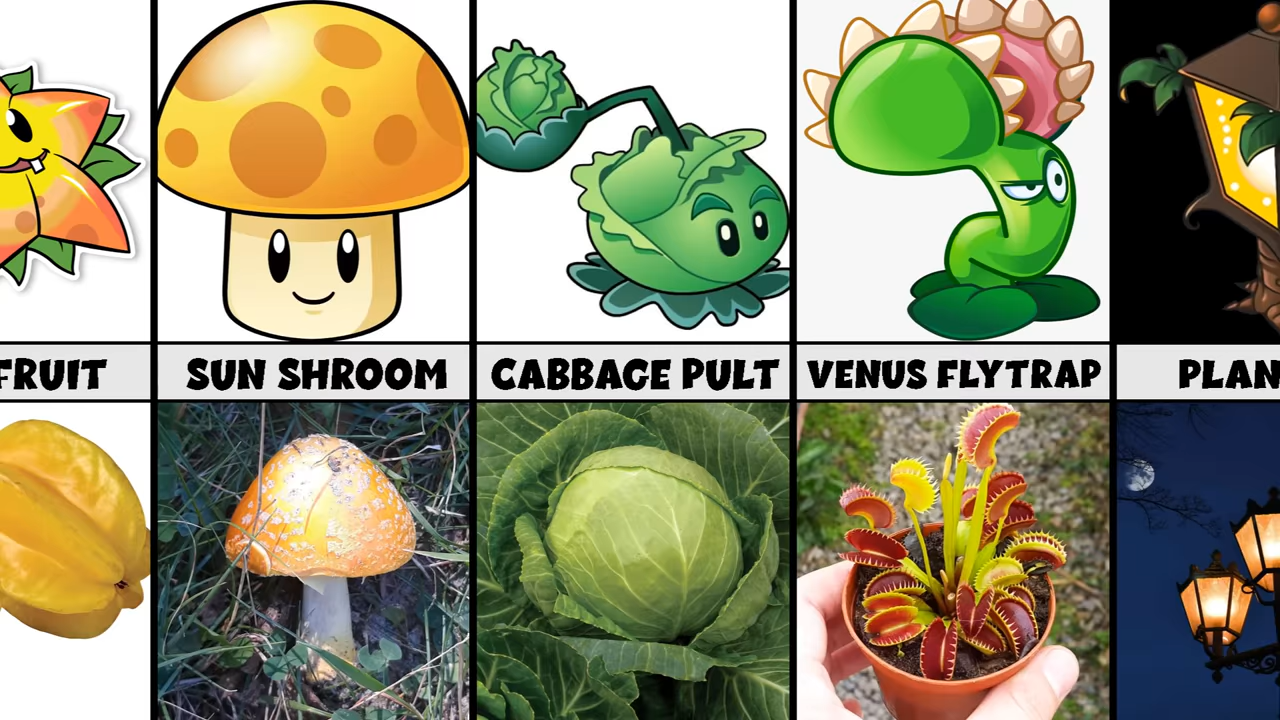 FRUIT
SUN SHROOM
CABBAGE PULT
VENUS FLYTRAP
PLAN